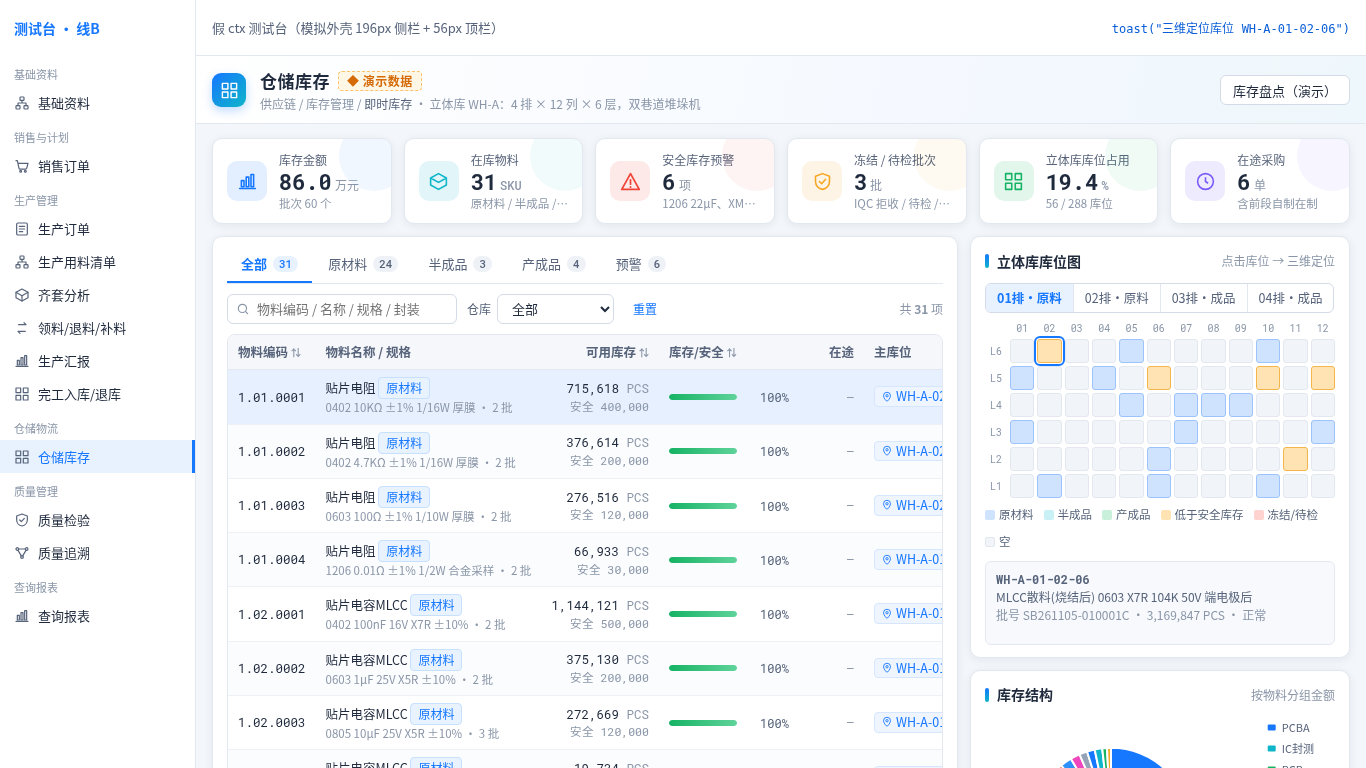 测试台 · 线B
基础资料
基础资料
销售与计划
销售订单
生产管理
生产订单
生产用料清单
齐套分析
领料/退料/补料
生产汇报
完工入库/退库
仓储物流
仓储库存
质量管理
质量检验
质量追溯
查询报表
查询报表
假 ctx 测试台（模拟外壳 196px 侧栏 + 56px 顶栏）
toast("三维定位库位 WH-A-01-02-06")
仓储库存 ◆ 演示数据
供应链 / 库存管理 / 即时库存 · 立体库 WH-A：4 排 × 12 列 × 6 层，双巷道堆垛机
库存盘点（演示）
库存金额
86.0 万元
批次 60 个
在库物料
31 SKU
原材料 / 半成品 /…
安全库存预警
6 项
1206 22μF、XM…
冻结 / 待检批次
3 批
IQC 拒收 / 待检 /…
立体库库位占用
19.4 %
56 / 288 库位
在途采购
6 单
含前段自制在制
全部 31 原材料 24 半成品 3 产成品 4 预警 6
物料编码 / 名称 / 规格 / 封装 仓库 全部 重置 共 31 项
物料编码 物料名称 / 规格 可用库存 库存/安全 在途 主库位
1.01.0001 贴片电阻 原材料 715,618 PCS 100% — WH-A-02
0402 10KΩ ±1% 1/16W 厚膜 · 2 批 安全 400,000
1.01.0002 贴片电阻 原材料 376,614 PCS 100% — WH-A-02
0402 4.7KΩ ±1% 1/16W 厚膜 · 2 批 安全 200,000
1.01.0003 贴片电阻 原材料 276,516 PCS 100% — WH-A-02
0603 100Ω ±1% 1/10W 厚膜 · 2 批 安全 120,000
1.01.0004 贴片电阻 原材料 66,933 PCS 100% — WH-A-01
1206 0.01Ω ±1% 1/2W 合金采样 · 2 批 安全 30,000
1.02.0001 贴片电容MLCC 原材料 1,144,121 PCS 100% — WH-A-01
0402 100nF 16V X7R ±10% · 2 批 安全 500,000
1.02.0002 贴片电容MLCC 原材料 375,130 PCS 100% — WH-A-01
0603 1μF 25V X5R ±10% · 2 批 安全 200,000
1.02.0003 贴片电容MLCC 原材料 272,669 PCS 100% — WH-A-01
0805 10μF 25V X5R ±10% · 3 批 安全 120,000
贴片电容MLCC 原材料
立体库库位图 点击库位 → 三维定位
01排·原料 02排·原料 03排·成品 04排·成品
01 02 03 04 05 06 07 08 09 10 11 12
L6
L5
L4
L3
L2
L1
原材料 半成品 产成品 低于安全库存 冻结/待检
空
WH-A-01-02-06
MLCC散料(烧结后) 0603 X7R 104K 50V 端电极后
批号 SB261105-010001C · 3,169,847 PCS · 正常
库存结构 按物料分组金额
PCBA
IC封测